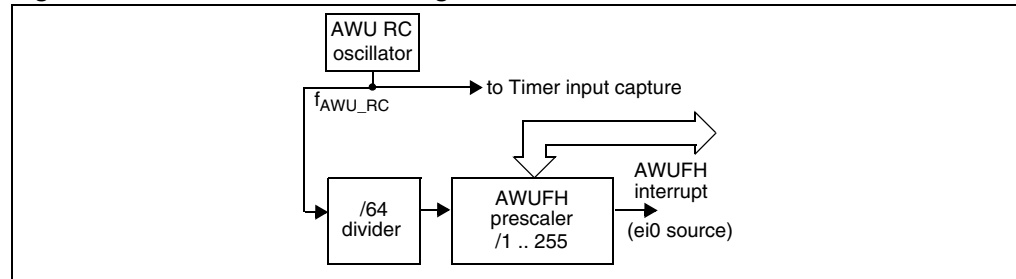 AWU RC
oscillator
to Timer input capture
fAWU_RC
AWUFH
interrupt
/64
divider
AWUFH
prescaler
/1 .. 255
(ei0 source)